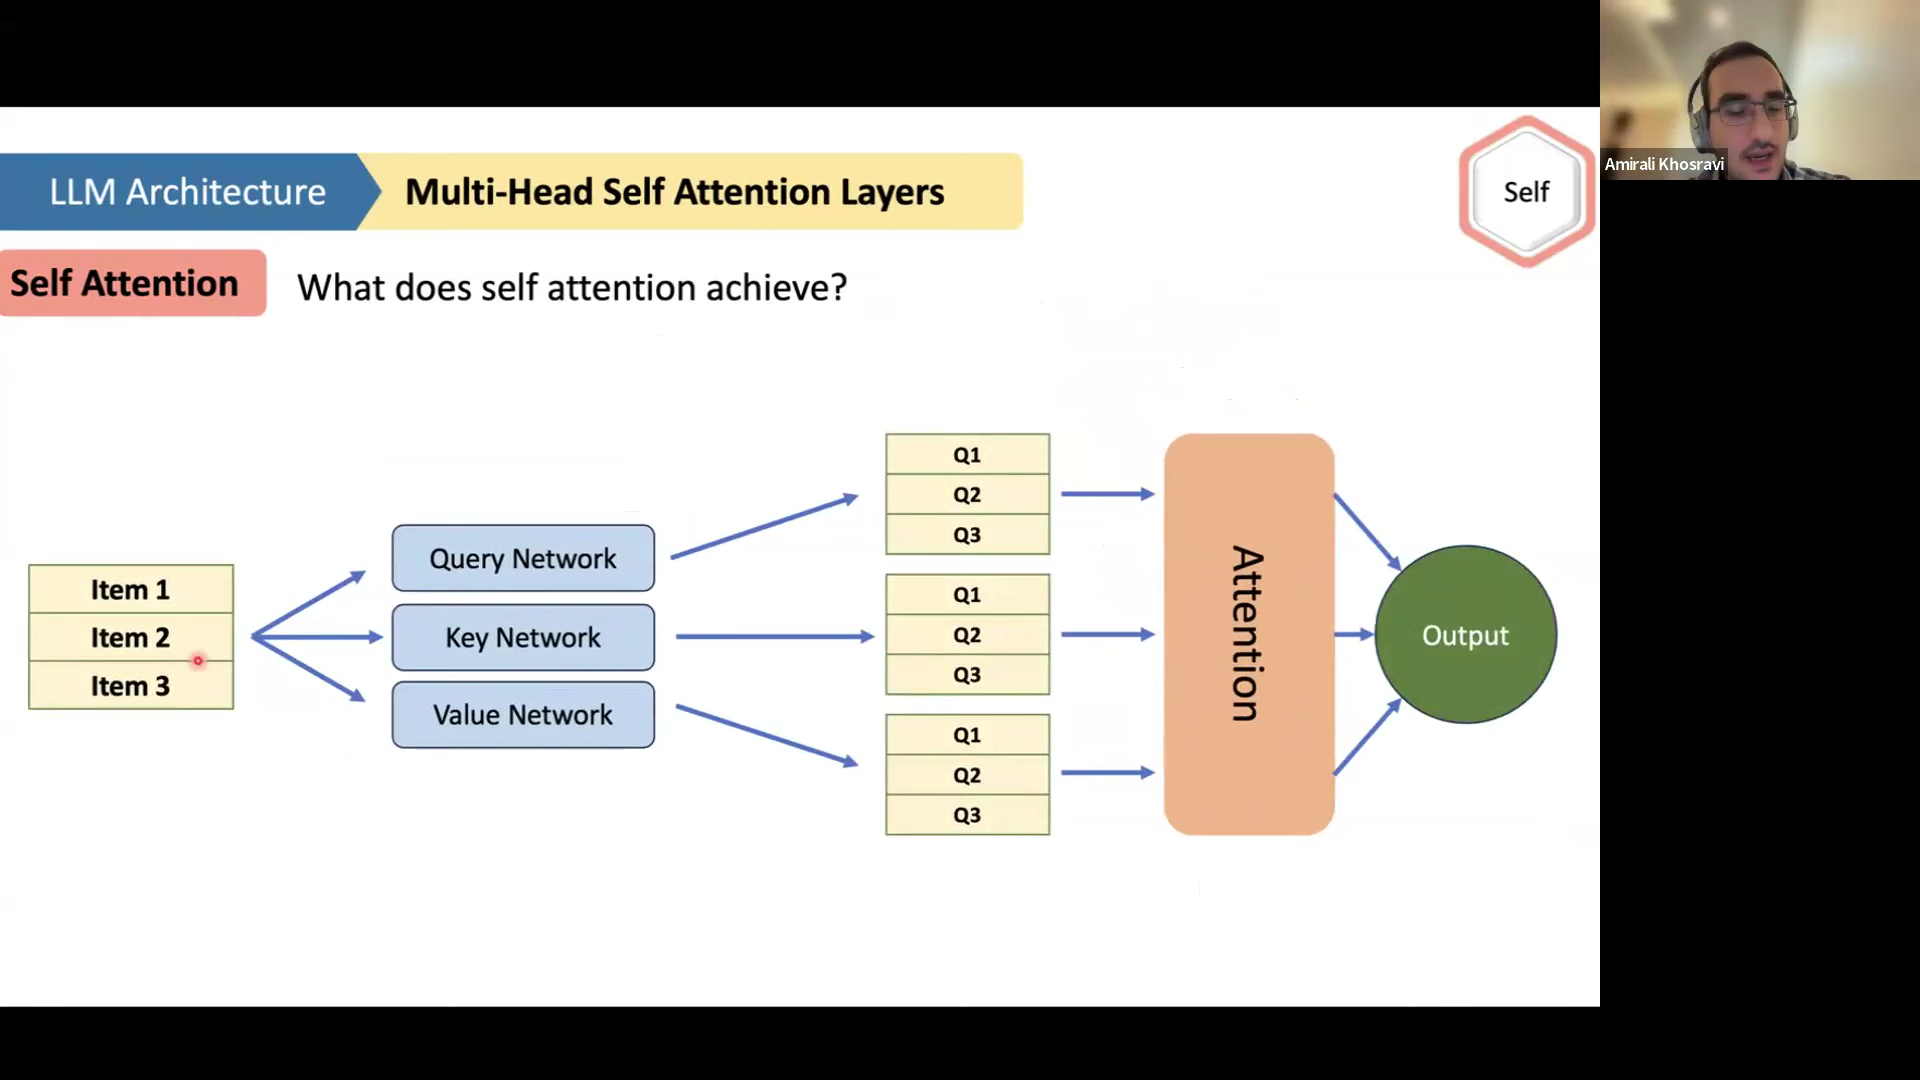 LLM Architecture
Multi-Head Self Attention Layers
Self
Amirali Khosravi
Self Attention
What does self attention achieve?
Item 1
Item 2
Item 3
Query Network
Key Network
Value Network
Q1
Q2
Q3
Q1
Q2
Q3
Q1
Q2
Q3
Attention
Output